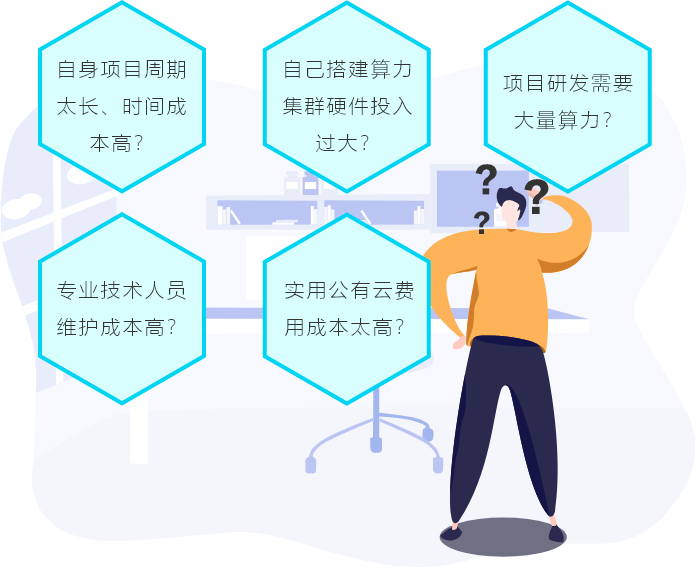 自身项目周期
太长、时间成
本高？
自己搭建算力
集群硬件投入
过大？
项目研发需要
大量算力？
?
?
?
专业技术人员
维护成本高？
实用公有云费
用成本太高？